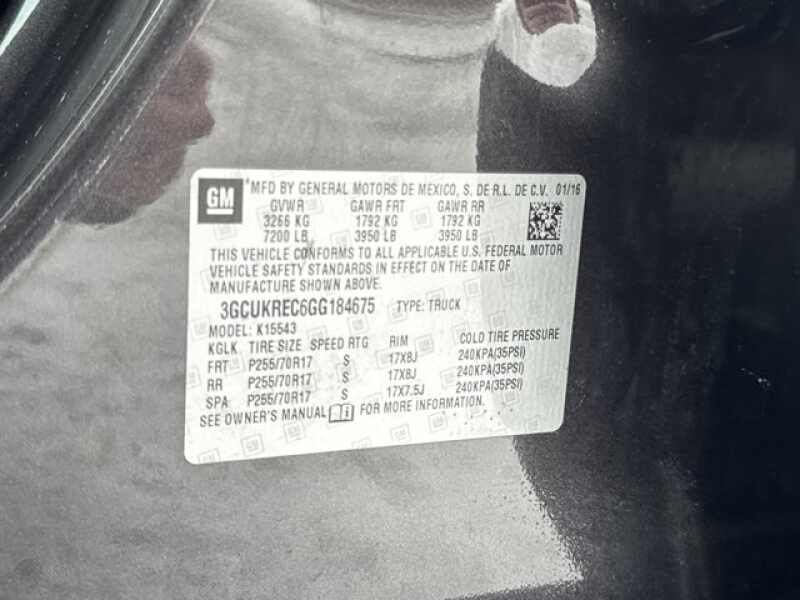 GM
*MFD BY GENERAL MOTORS DE MEXICO, S. DE R.L. DE C.V. 01/16
GVWR GAWR FRT GAWR RR
3266 KG 1792 KG 1792 KG
7200 LB 3950 LB 3950 LB
THIS VEHICLE CONFORMS TO ALL APPLICABLE U.S. FEDERAL MOTOR
VEHICLE SAFETY STANDARDS IN EFFECT ON THE DATE OF
MANUFACTURE SHOWN ABOVE.
3GCUKREC6GG184675 TYPE: TRUCK
MODEL: K15543
KGLK TIRE SIZE SPEED RTG RIM COLD TIRE PRESSURE
FRT P255/70R17 S 17X8J 240KPA(35PSI)
RR P255/70R17 S 17X8J 240KPA(35PSI)
SPA P255/70R17 S 17X7.5J 240KPA(35PSI)
SEE OWNER'S MANUAL FOR MORE INFORMATION.